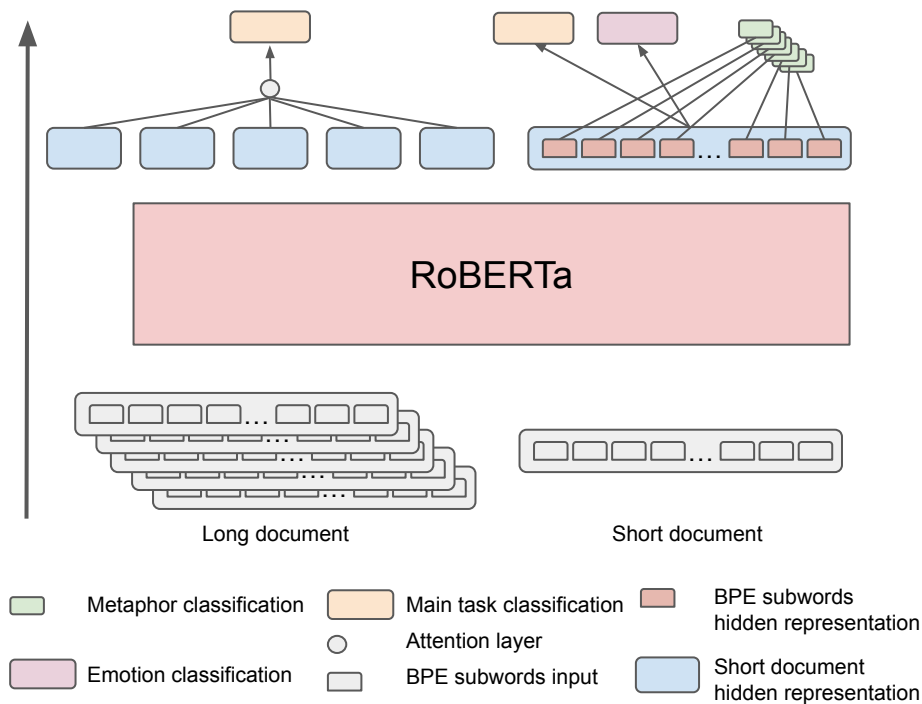 RoBERTa
Long document
Short document
Metaphor classification
Main task classification
BPE subwords
hidden representation
Attention layer
Emotion classification
BPE subwords input
Short document
hidden representation